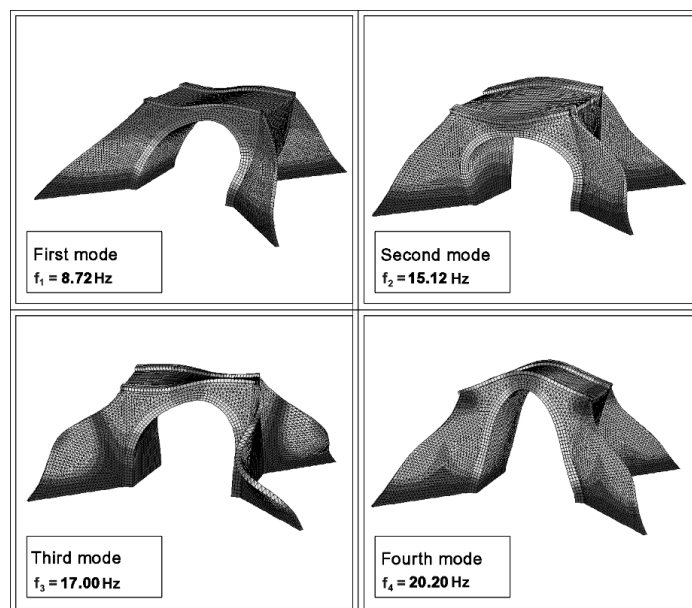 First mode
f₁ = 8.72 Hz
Second mode
f₂ = 15.12 Hz
Third mode
f₃ = 17.00 Hz
Fourth mode
f₄ = 20.20 Hz